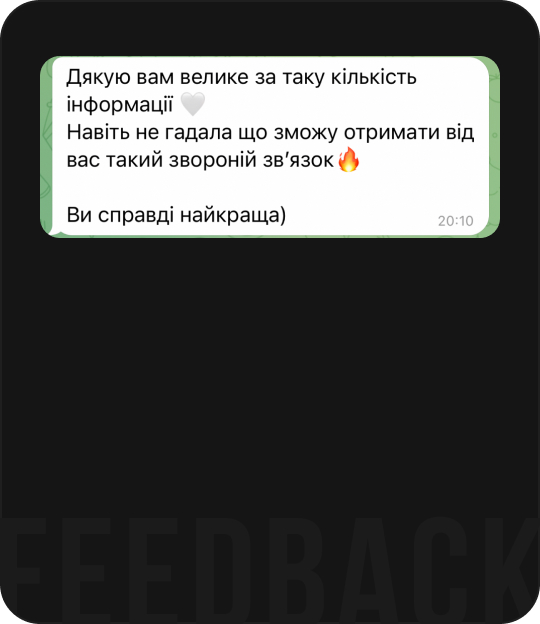 Дякую вам велике за таку кількість
інформації 🤍
Навіть не гадала що зможу отримати від
вас такий звороній зв’язок🔥
Ви справді найкраща)
20:10
FEEDBACK